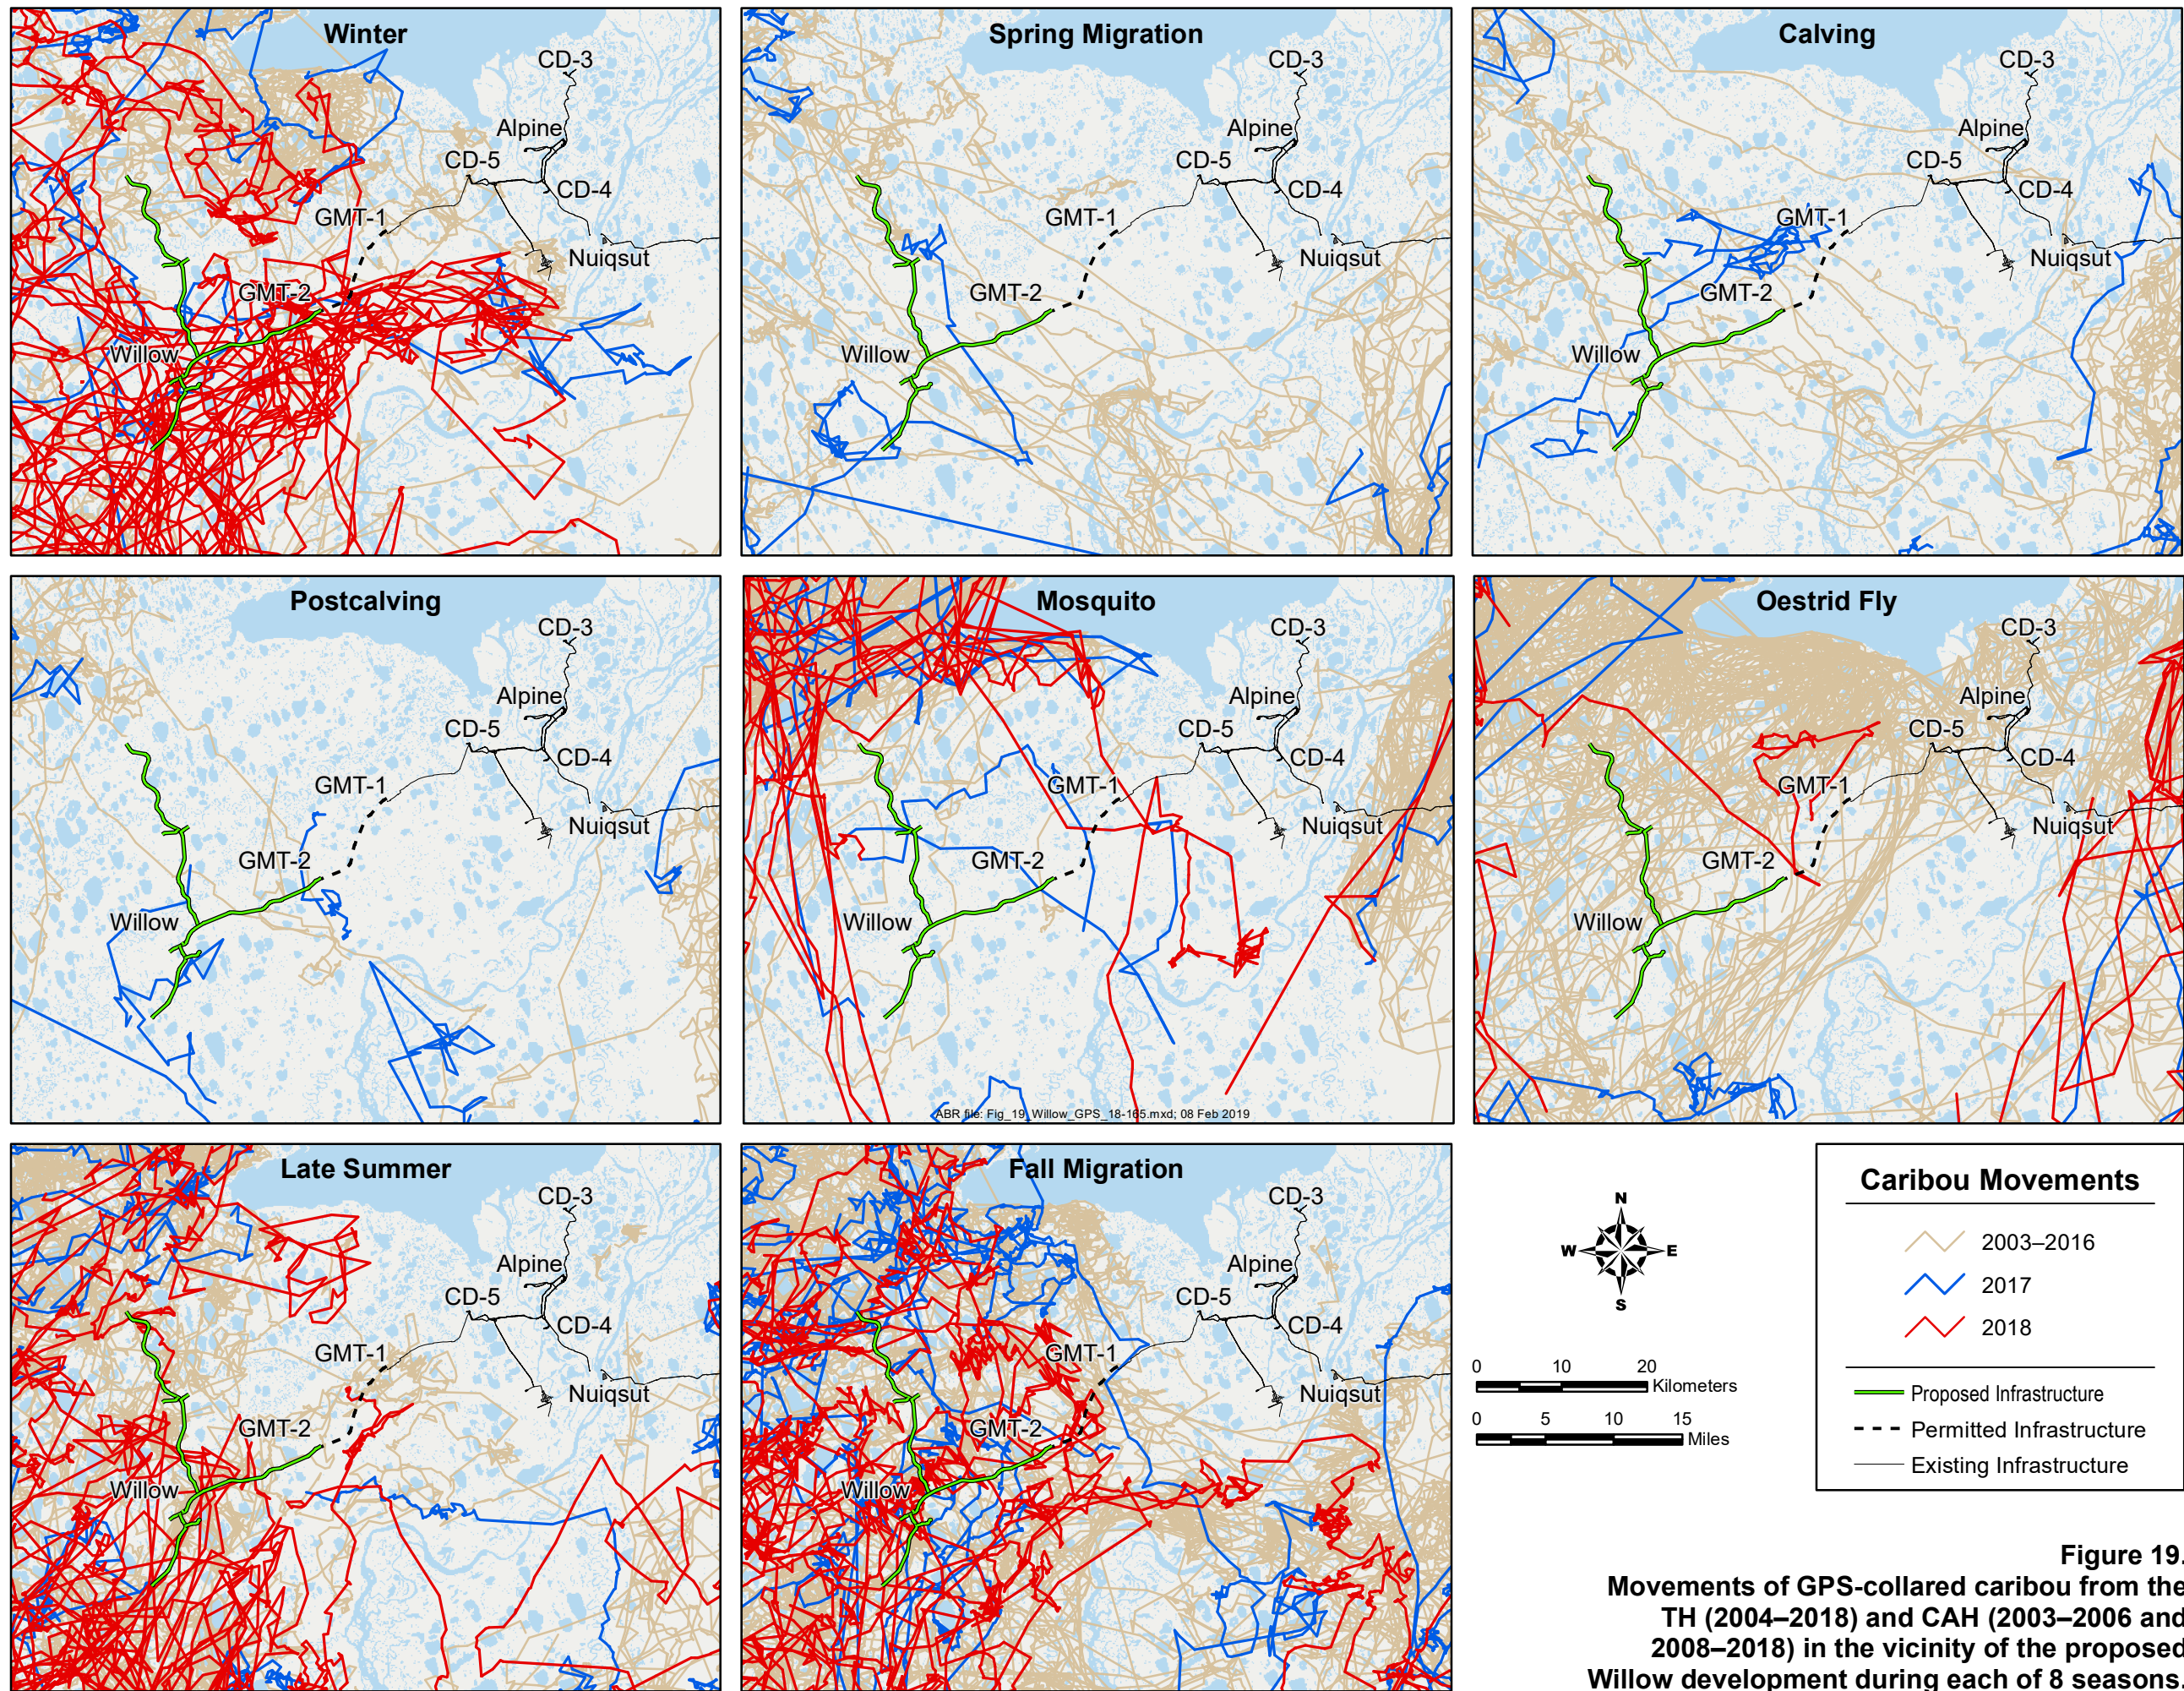 Winter
CD-3
Alpine
CD-5
CD-4
GMT-1
Nuiqsut
GMT-2
Willow
Spring Migration
CD-3
Alpine
CD-5
CD-4
GMT-1
Nuiqsut
GMT-2
Willow
Calving
CD-3
Alpine
CD-5
CD-4
GMT-1
Nuiqsut
GMT-2
Willow
Postcalving
CD-3
Alpine
CD-5
CD-4
GMT-1
Nuiqsut
GMT-2
Willow
Mosquito
CD-3
Alpine
CD-5
CD-4
GMT-1
Nuiqsut
GMT-2
Willow
ABR file: Fig_19_Willow_GPS_18-165.mxd; 08 Feb 2019
Oestrid Fly
CD-3
Alpine
CD-5
CD-4
GMT-1
Nuiqsut
GMT-2
Willow
Late Summer
CD-3
Alpine
CD-5
CD-4
GMT-1
Nuiqsut
GMT-2
Willow
Fall Migration
CD-3
Alpine
CD-5
CD-4
GMT-1
Nuiqsut
GMT-2
Willow
N
W E
S
0 10 20
Kilometers
0 5 10 15
Miles
Caribou Movements
2003–2016
2017
2018
Proposed Infrastructure
Permitted Infrastructure
Existing Infrastructure
Figure 19.
Movements of GPS-collared caribou from the
TH (2004–2018) and CAH (2003–2006 and
2008–2018) in the vicinity of the proposed
Willow development during each of 8 seasons.